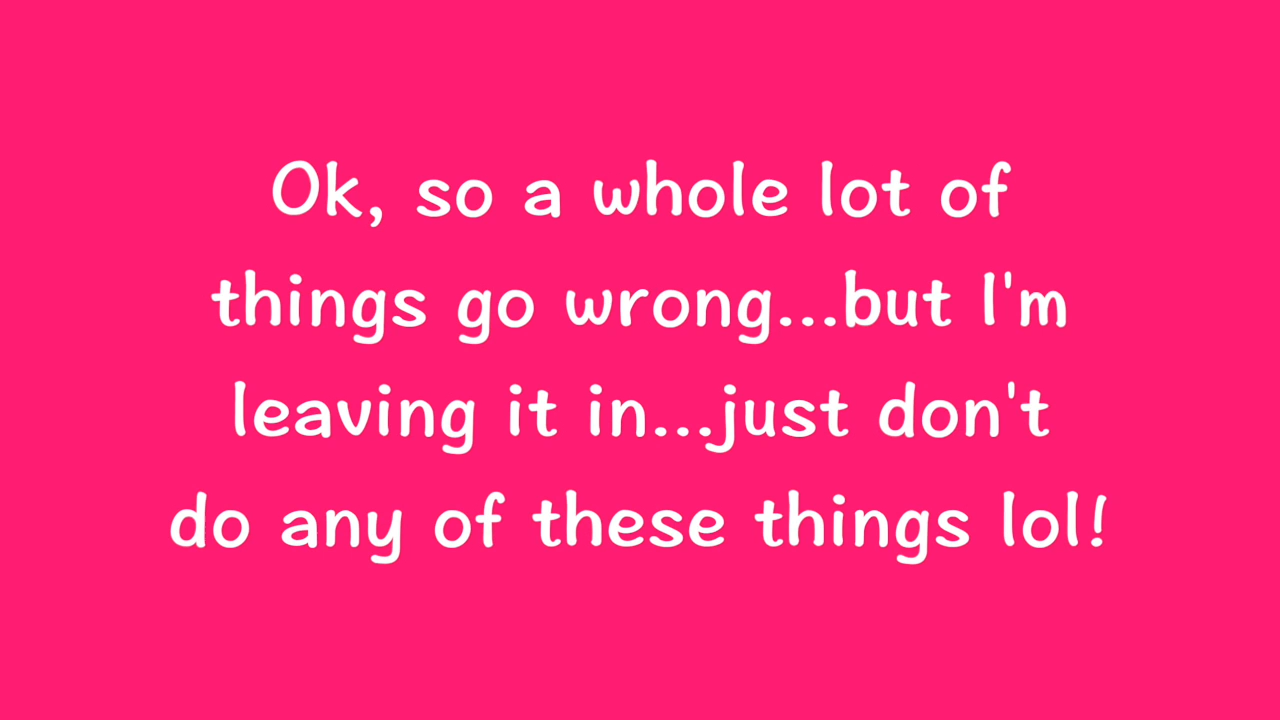 Ok, so a whole lot of
things go wrong...but I'm
leaving it in...just don't
do any of these things lol!